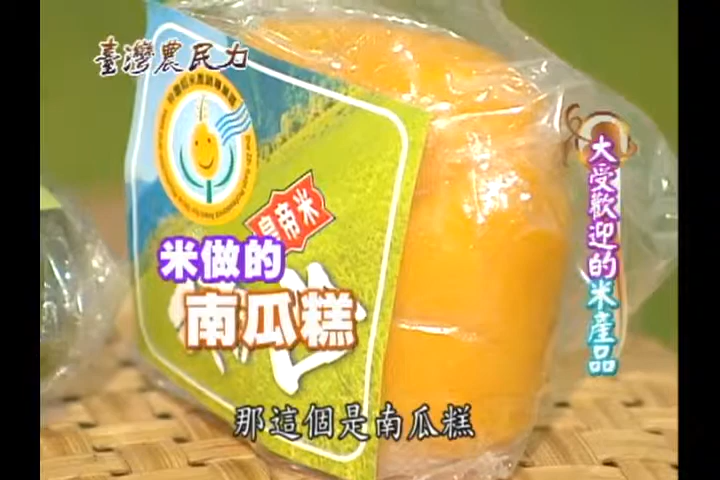 臺灣農民力
皇帝米
米做的
南瓜糕
大受歡迎的米產品
那這個是南瓜糕